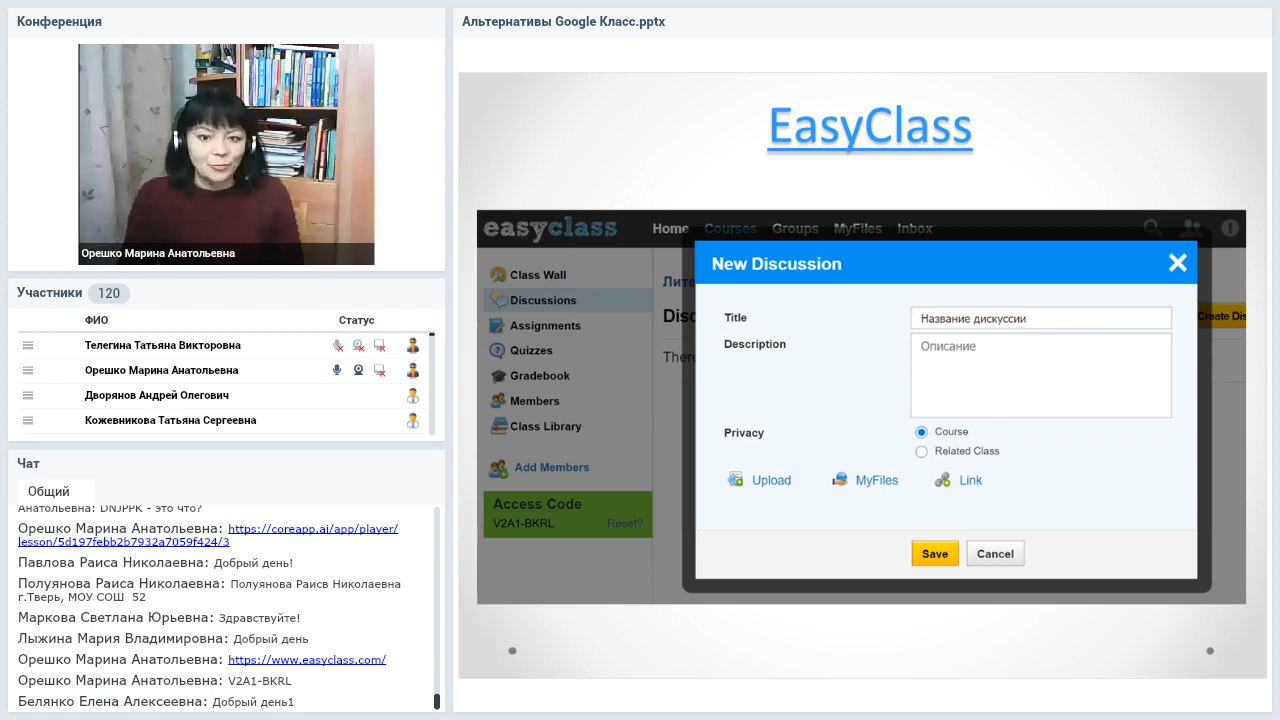 Конференция
Орешко Марина Анатольевна
Участники 120
ФИО Статус
Телегина Татьяна Викторовна
Орешко Марина Анатольевна
Дворянов Андрей Олегович
Кожевникова Татьяна Сергеевна
Чат
Общий
Анатольевна: DNJPPK - это что?
Орешко Марина Анатольевна: https://coreapp.ai/app/player/
lesson/5d197febb2b7932a7059f424/3
Павлова Раиса Николаевна: Добрый день!
Полуянова Раиса Николаевна: Полуянова Раисв Николаевна
г.Тверь, МОУ СОШ 52
Маркова Светлана Юрьевна: Здравствуйте!
Лыжина Мария Владимировна: Добрый день
Орешко Марина Анатольевна: https://www.easyclass.com/
Орешко Марина Анатольевна: V2A1-BKRL
Белянко Елена Алексеевна: Добрый день1
Альтернативы Google Класс.pptx
EasyClass
easyclass Home Courses Groups MyFiles Inbox
Class Wall
Discussions
Assignments
Quizzes
Gradebook
Members
Class Library
Add Members
Access Code
V2A1-BKRL Reset?
Лите
Disc
Create Dis
There
New Discussion
Title Название дискуссии
Description Описание
Privacy Course
Related Class
Upload MyFiles Link
Save Cancel